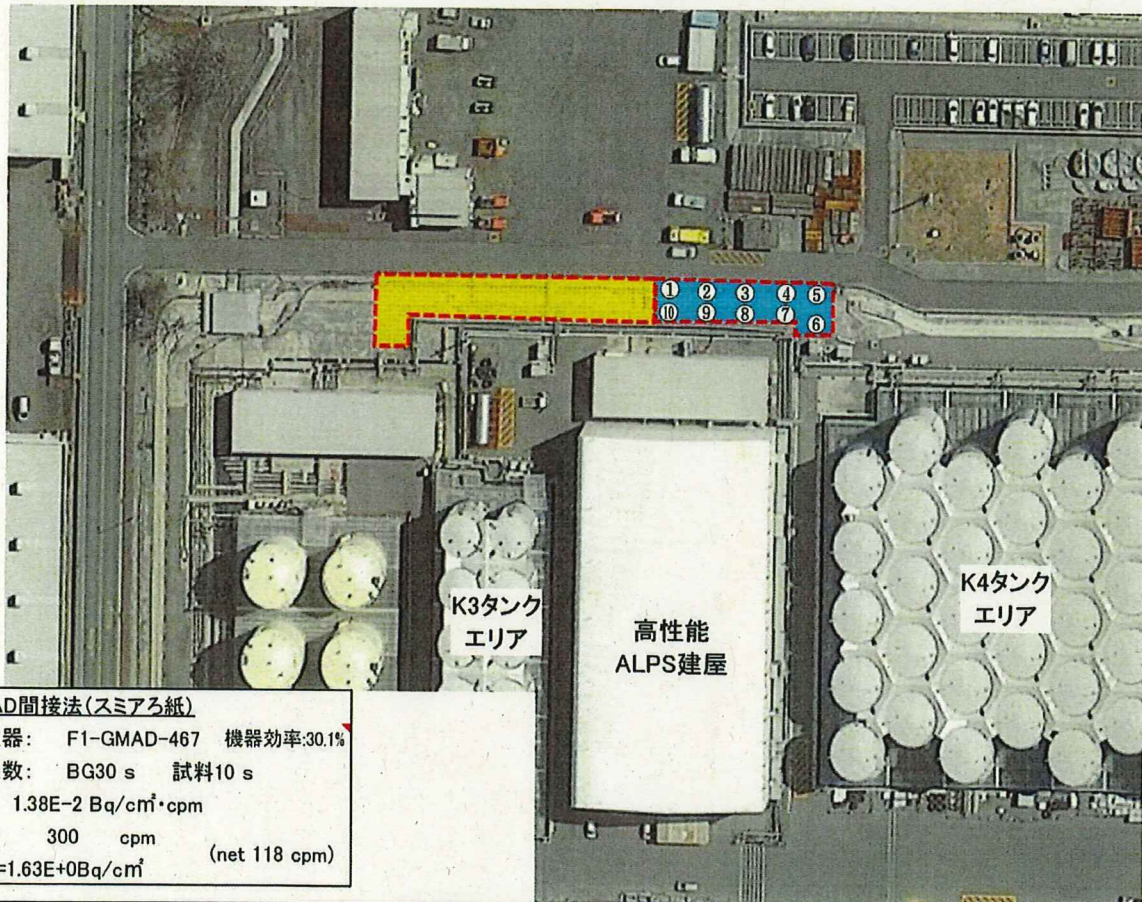 ① ② ③ ④ ⑤
⑩ ⑨ ⑧ ⑦ ⑥
K3タンク
エリア
高性能
ALPS建屋
K4タンク
エリア
AD間接法(スミアろ紙)
器: F1-GMAD-467 機器効率:30.1%
数: BG30 s 試料10 s
1.38E-2 Bq/c㎡・cpm
300 cpm
(net 118 cpm)
=1.63E+0Bq/c㎡